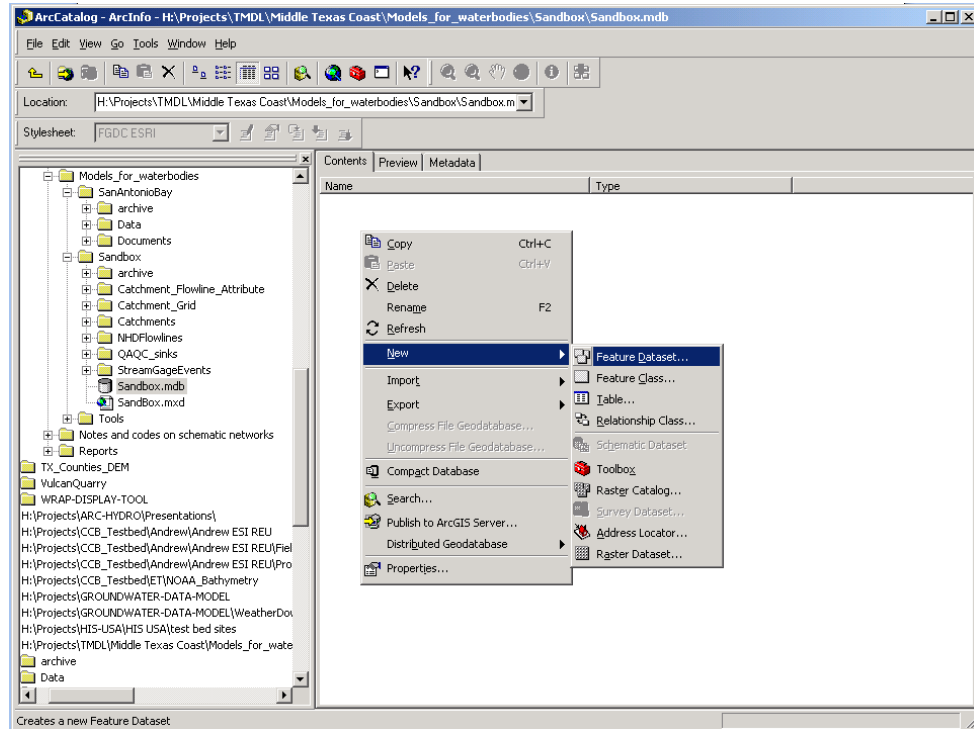 ArcCatalog - ArcInfo - H:\Projects\TMDL\Middle Texas Coast\Models_for_waterbodies\Sandbox\Sandbox.mdb
File Edit View Go Tools Window Help
Location: H:\Projects\TMDL\Middle Texas Coast\Models_for_waterbodies\Sandbox\Sandbox.m
Stylesheet: FGDC ESRI
Contents Preview Metadata
Name Type
Models_for_waterbodies
SanAntonioBay
archive
Data
Documents
Sandbox
archive
Catchment_Flowline_Attribute
Catchment_Grid
Catchments
NHDFlowlines
QAQC_sinks
StreamGageEvents
Sandbox.mdb
SandBox.mxd
Tools
Notes and codes on schematic networks
Reports
TX_Counties_DEM
VulcanQuarry
WRAP-DISPLAY-TOOL
H:\Projects\ARC-HYDRO\Presentations\
H:\Projects\CCB_Testbed\Andrew\Andrew ESI REU
H:\Projects\CCB_Testbed\Andrew\Andrew ESI REU\Fiel
H:\Projects\CCB_Testbed\Andrew\Andrew ESI REU\Pro
H:\Projects\CCB_Testbed\ET\NOAA_Bathymetry
H:\Projects\GROUNDWATER-DATA-MODEL
H:\Projects\GROUNDWATER-DATA-MODEL\WeatherDov
H:\Projects\HIS-USA\HIS USA\test bed sites
H:\Projects\TMDL\Middle Texas Coast\Models_for_wate
archive
Data
Copy Ctrl+C
Paste Ctrl+V
Delete
Rename F2
Refresh
New
Import
Export
Compress File Geodatabase...
Uncompress File Geodatabase...
Compact Database
Search...
Publish to ArcGIS Server...
Distributed Geodatabase
Properties...
Feature Dataset...
Feature Class...
Table...
Relationship Class...
Schematic Dataset
Toolbox
Raster Catalog...
Survey Dataset...
Address Locator...
Raster Dataset...
Creates a new Feature Dataset